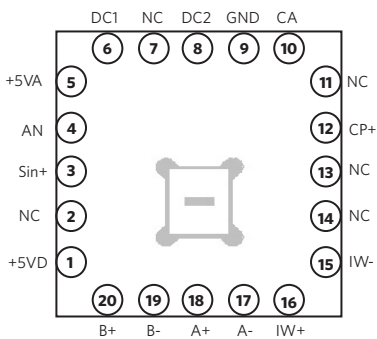 DC1 NC DC2 GND CA
6 7 8 9 10
+5VA 5 11 NC
AN 4 12 CP+
Sin+ 3 13 NC
NC 2 14 NC
+5VD 1 15 IW-
20 19 18 17 16
B+ B- A+ A- IW+